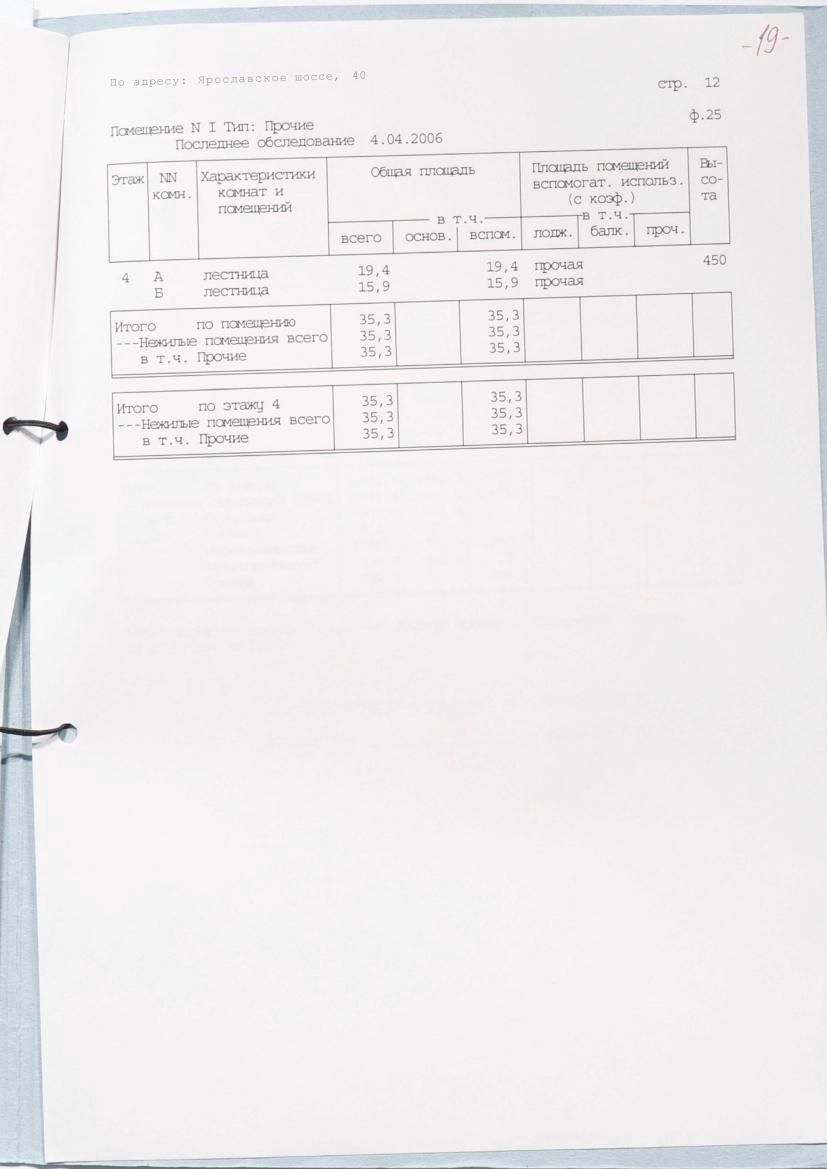 -19-
По адресу: Ярославское шоссе, 40
стр. 12
ф.25
Помещение N I Тип: Прочие
Последнее обследование 4.04.2006
Этаж NN комн. Характеристики комнат и помещений Общая площадь Площадь помещений вспомогат. использ. (с коэф.) Вы-со-та
в т.ч. в т.ч.
всего основ. вспом. лодж. балк. проч.
4 А лестница 19,4 19,4 прочая 450
Б лестница 15,9 15,9 прочая
Итого по помещению 35,3 35,3
---Нежилые помещения всего 35,3 35,3
в т.ч. Прочие 35,3 35,3
Итого по этажу 4 35,3 35,3
---Нежилые помещения всего 35,3 35,3
в т.ч. Прочие 35,3 35,3